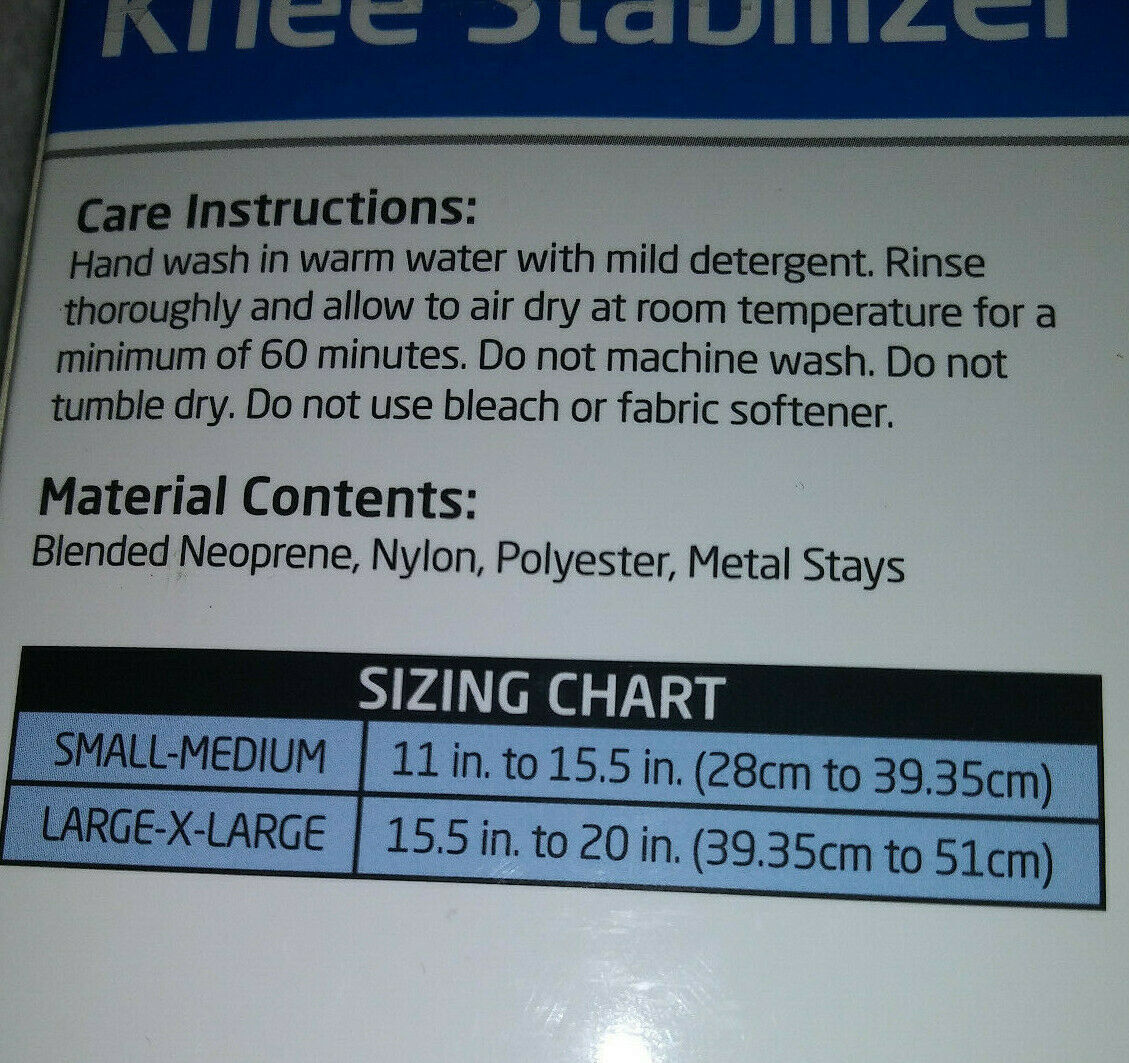 Knee Stabilizer
Care Instructions:
Hand wash in warm water with mild detergent. Rinse
thoroughly and allow to air dry at room temperature for a
minimum of 60 minutes. Do not machine wash. Do not
tumble dry. Do not use bleach or fabric softener.
Material Contents:
Blended Neoprene, Nylon, Polyester, Metal Stays
SIZING CHART
SMALL-MEDIUM 11 in. to 15.5 in. (28cm to 39.35cm)
LARGE-X-LARGE 15.5 in. to 20 in. (39.35cm to 51cm)